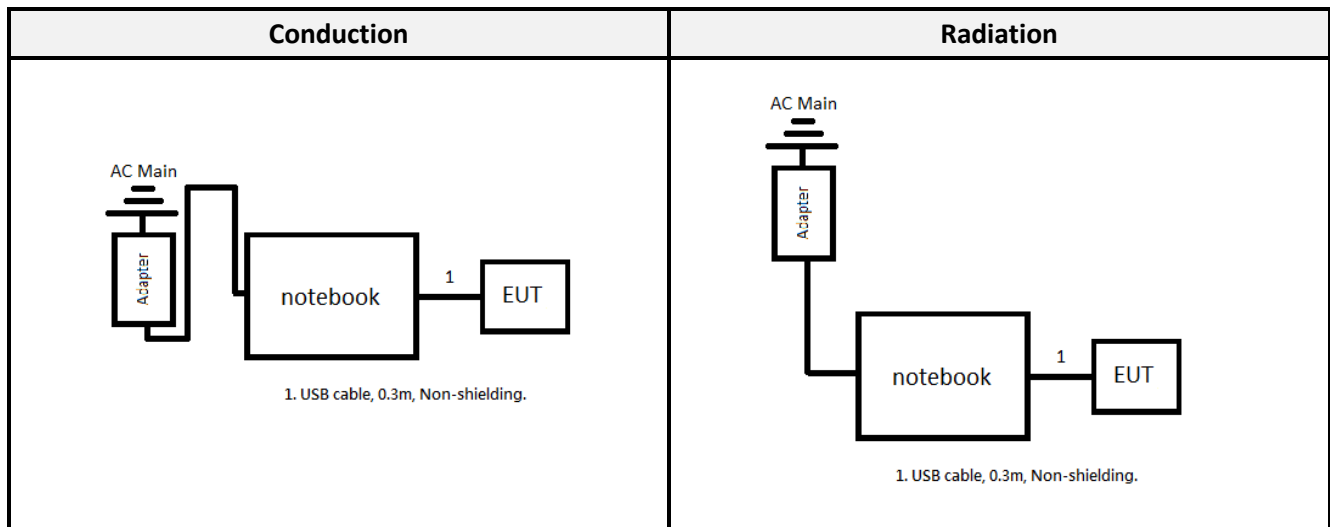 Conduction
Radiation
AC Main
Adapter
notebook
1
EUT
1. USB cable, 0.3m, Non-shielding.
AC Main
Adapter
notebook
1
EUT
1. USB cable, 0.3m, Non-shielding.